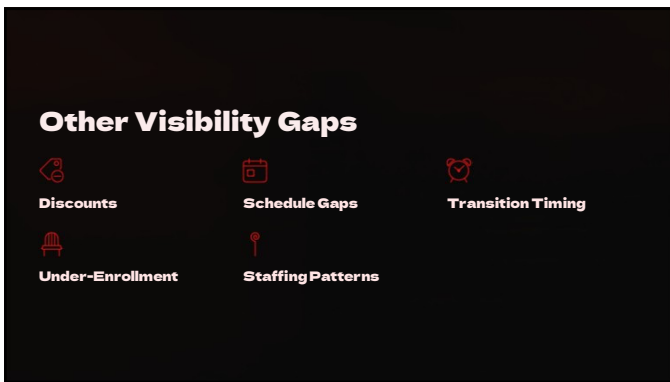 Other Visibility Gaps
Discounts
Schedule Gaps
Transition Timing
Under-Enrollment
Staffing Patterns